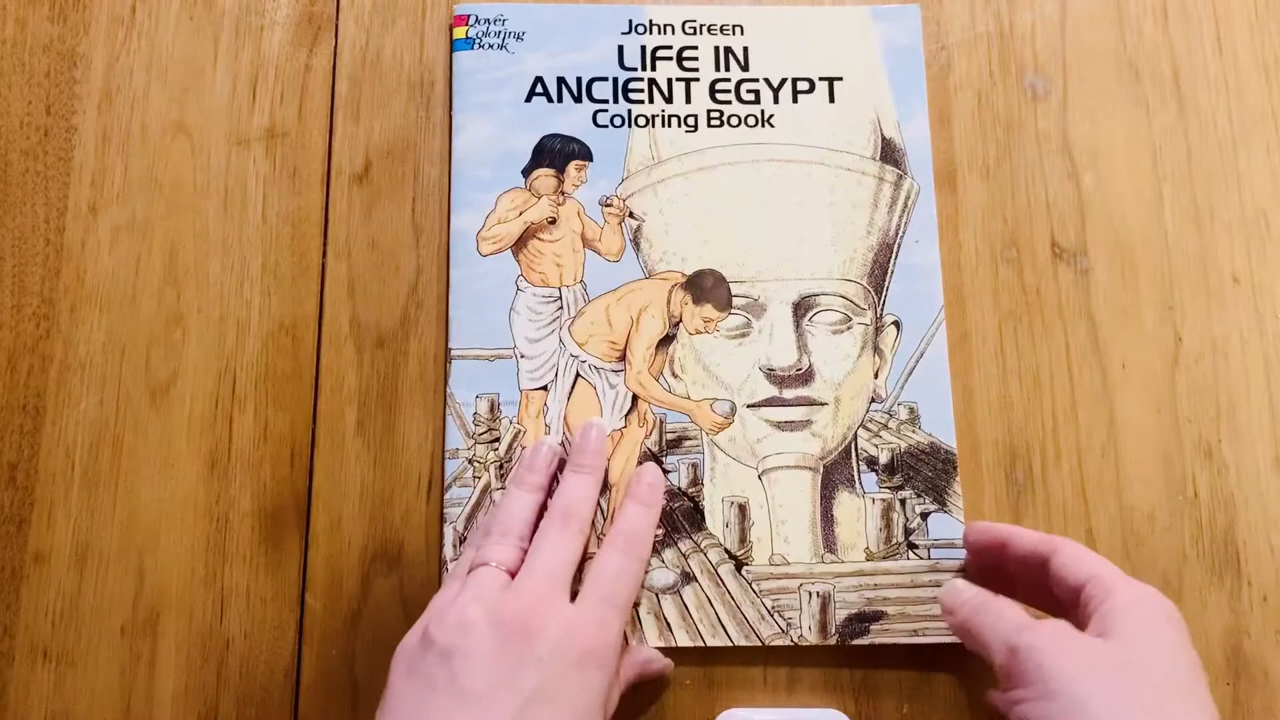 Dover
Coloring
Book
John Green
LIFE IN
ANCIENT EGYPT
Coloring Book